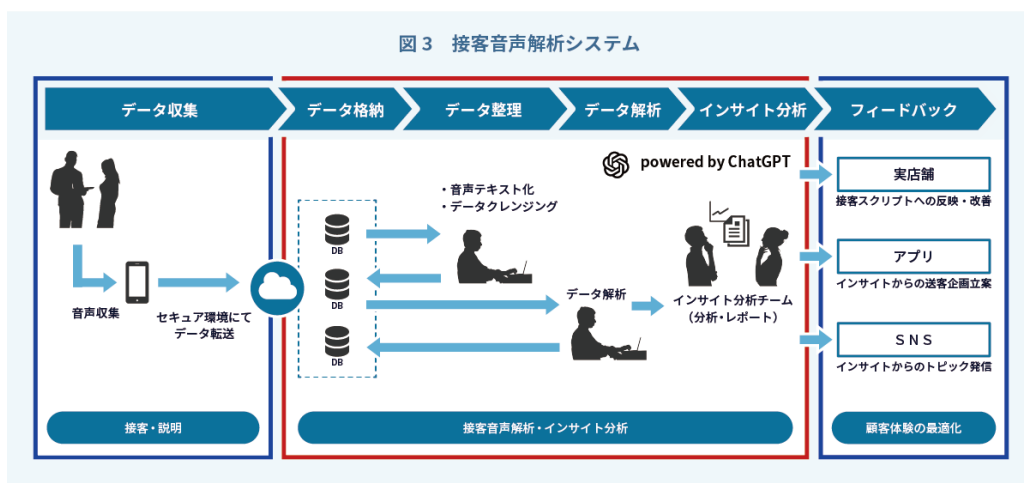 図 3　接客音声解析システム
データ収集
データ格納
データ整理
データ解析
インサイト分析
フィードバック
powered by ChatGPT
・音声テキスト化
・データクレンジング
DB
DB
DB
音声収集
セキュア環境にて
データ転送
データ解析
インサイト分析チーム
（分析・レポート）
実店舗
接客スクリプトへの反映・改善
アプリ
インサイトからの送客企画立案
ＳＮＳ
インサイトからのトピック発信
接客・説明
接客音声解析・インサイト分析
顧客体験の最適化